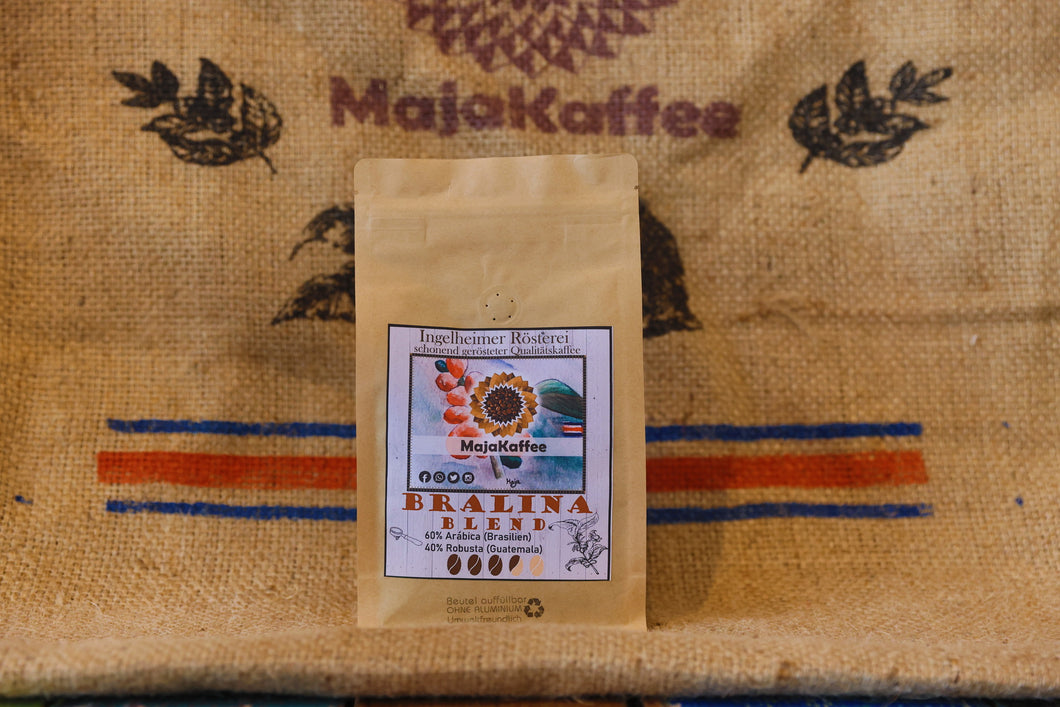 MajaKaffee
Ingelheimer Rösterei
schonend gerösteter Qualitätskaffee
MajaKaffee
Maja
BRALINA
BLEND
60% Arábica (Brasilien)
40% Robusta (Guatemala)
Beutel auffüllbar
OHNE ALUMINIUM
Umweltfreundlich